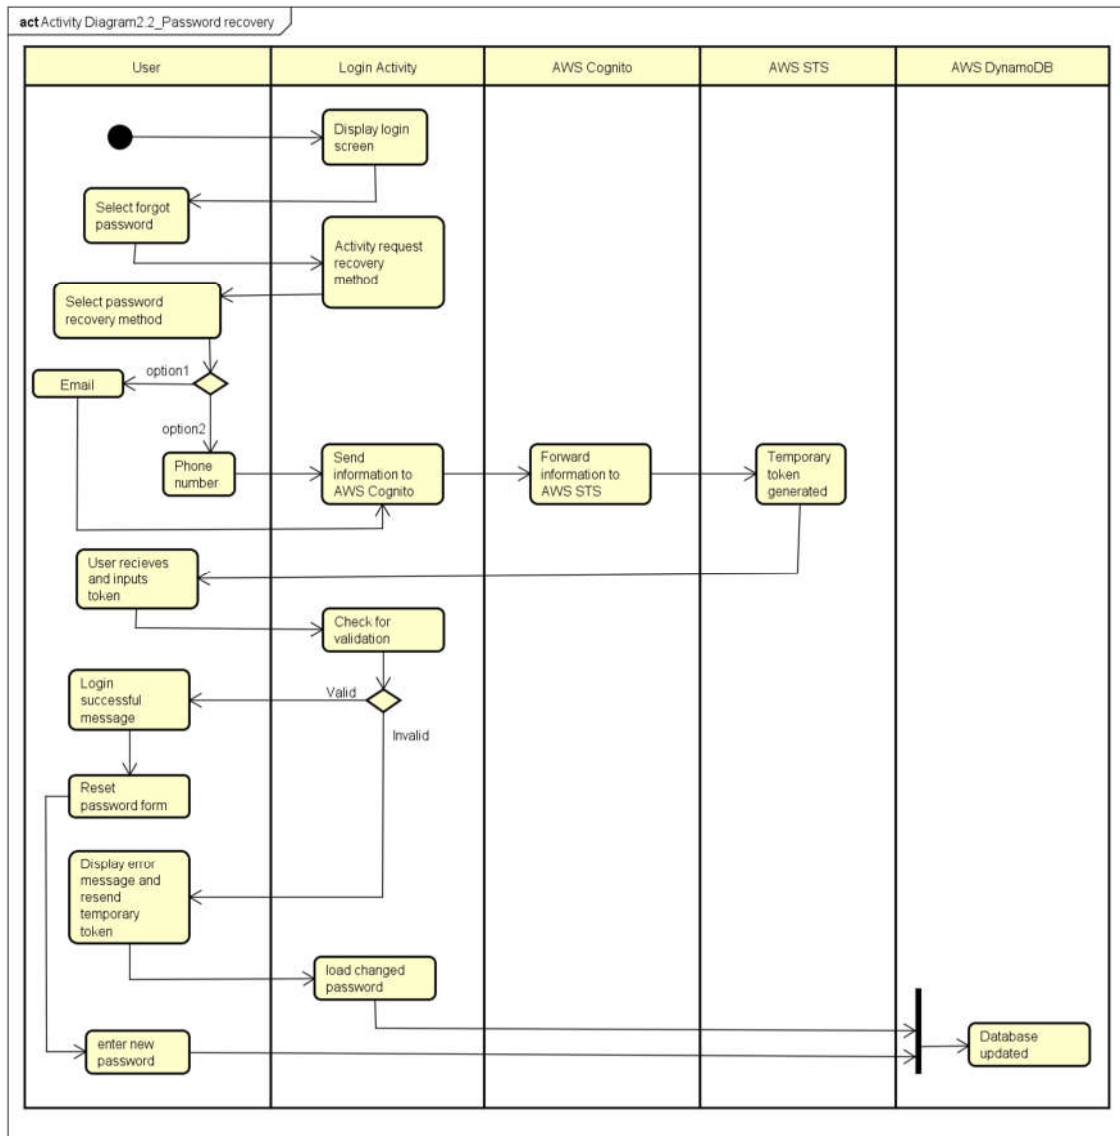 act Activity Diagram2.2_Password recovery
User
Login Activity
AWS Cognito
AWS STS
AWS DynamoDB
Display login
screen
Select forgot
password
Activity request
recovery
method
Select password
recovery method
option1
Email
option2
Phone
number
Send
information to
AWS Cognito
Forward
information to
AWS STS
Temporary
token
generated
User recieves
and inputs
token
Check for
validation
Valid
Login
successful
message
Invalid
Reset
password form
Display error
message and
resend
temporary
token
load changed
password
enter new
password
Database
updated